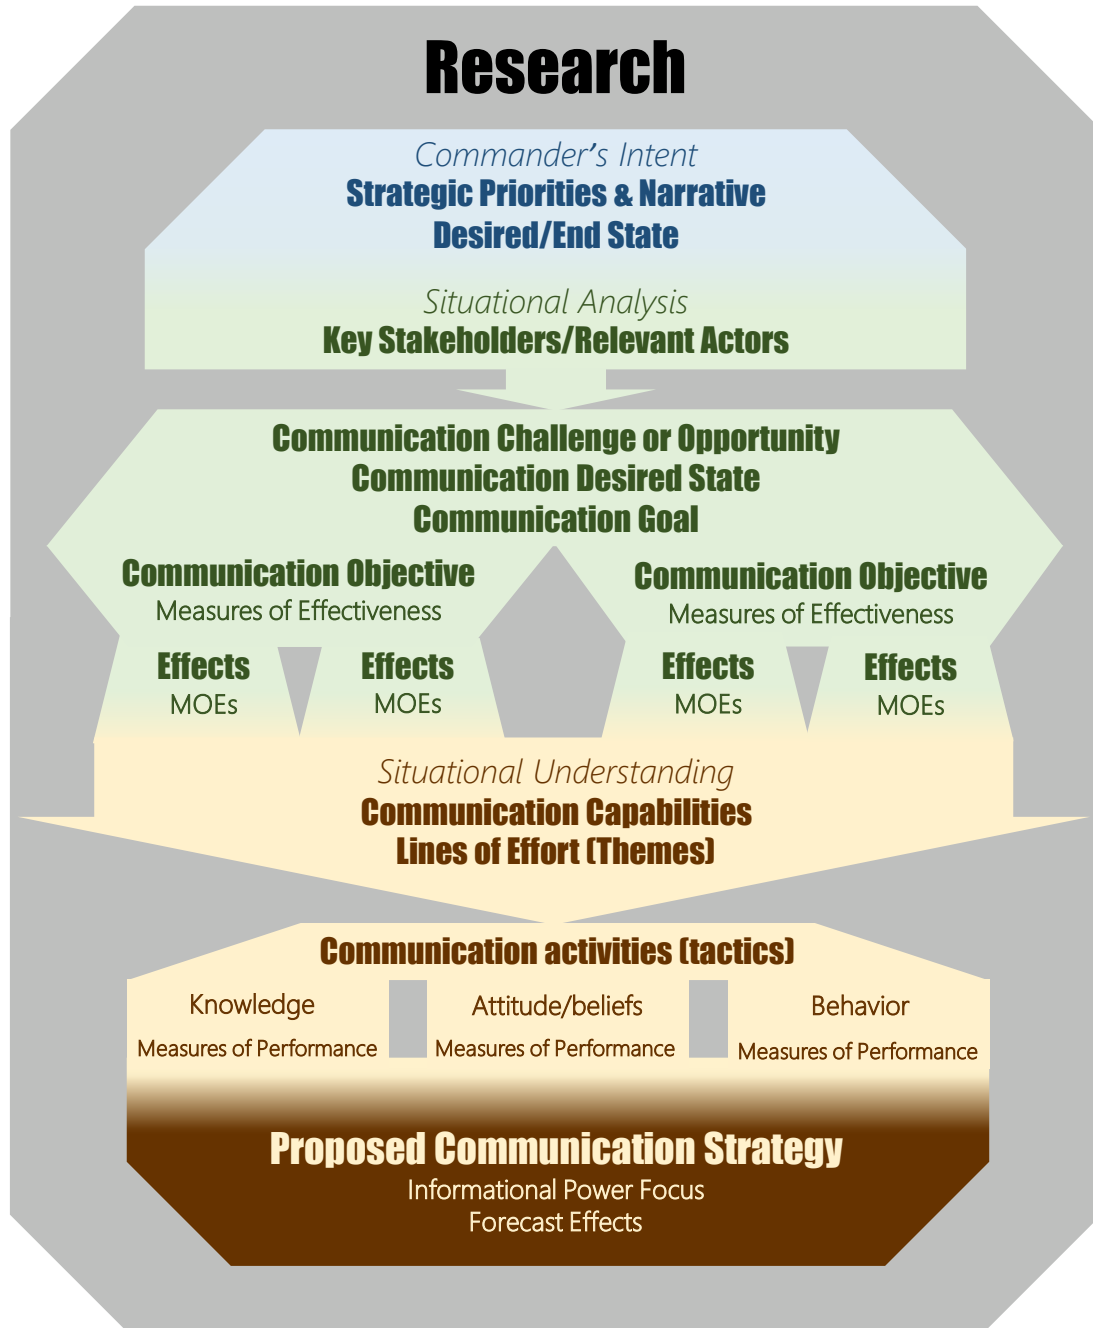 Research
Commander's Intent
Strategic Priorities & Narrative
Desired/End State
Situational Analysis
Key Stakeholders/Relevant Actors
Communication Challenge or Opportunity
Communication Desired State
Communication Goal
Communication Objective
Measures of Effectiveness
Communication Objective
Measures of Effectiveness
Effects
MOEs
Effects
MOEs
Effects
MOEs
Effects
MOEs
Situational Understanding
Communication Capabilities
Lines of Effort (Themes)
Communication activities (tactics)
Knowledge
Measures of Performance
Attitude/beliefs
Measures of Performance
Behavior
Measures of Performance
Proposed Communication Strategy
Informational Power Focus
Forecast Effects